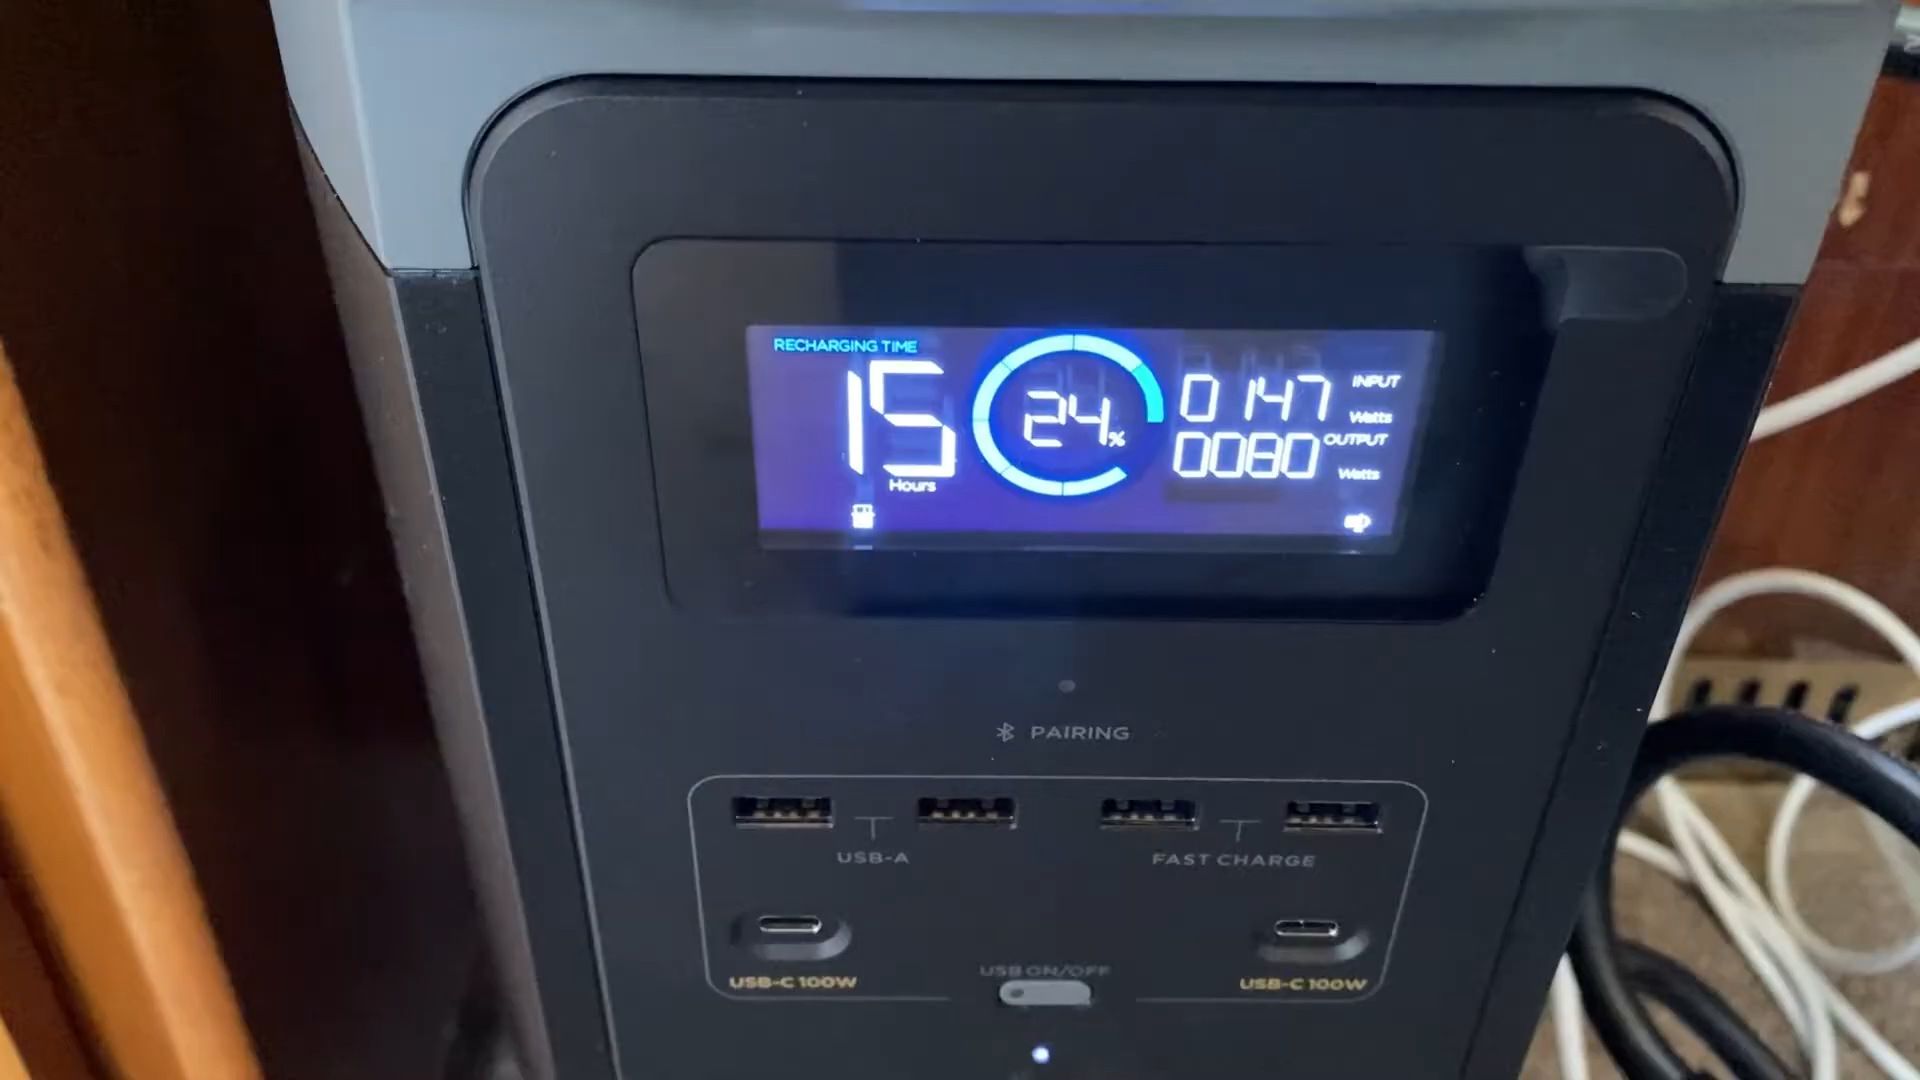 RECHARGING TIME
15
Hours
24%
0147 INPUT
Watts
0080 OUTPUT
Watts
PAIRING
USB-A
FAST CHARGE
USB-C 100W
USB ON/OFF
USB-C 100W